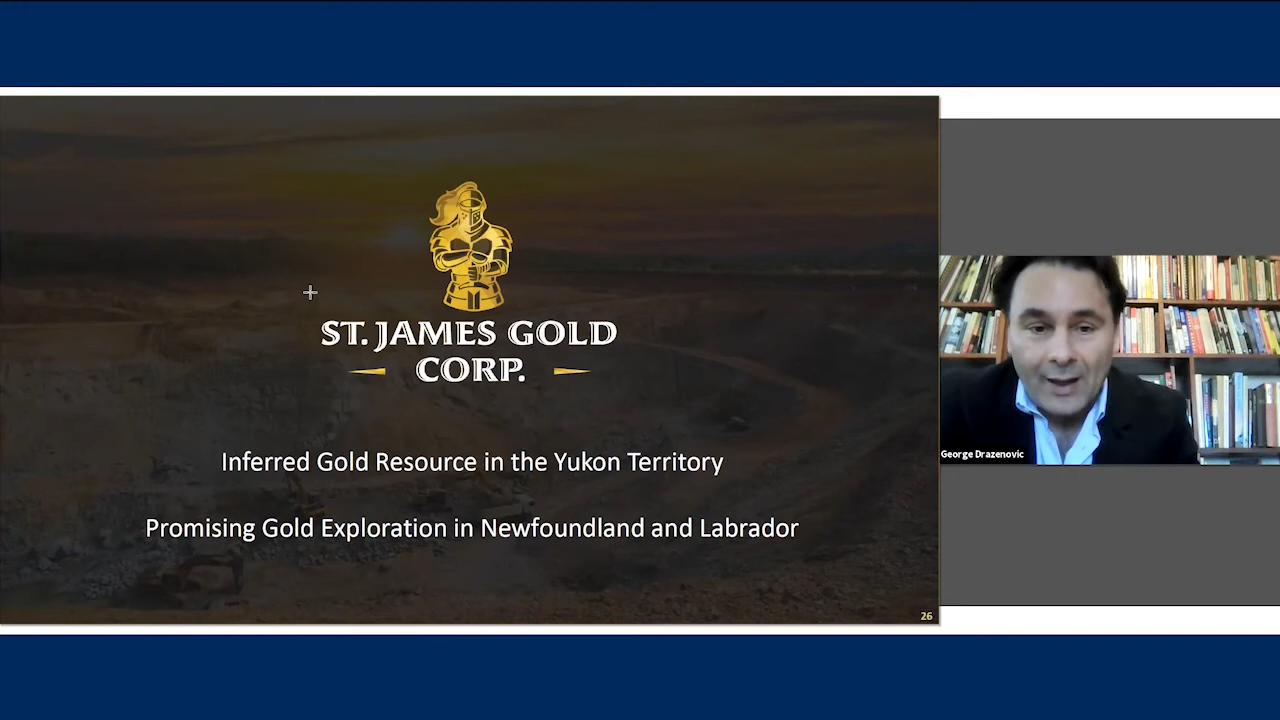 ST. JAMES GOLD
CORP.
Inferred Gold Resource in the Yukon Territory
Promising Gold Exploration in Newfoundland and Labrador
26
George Drazenovic